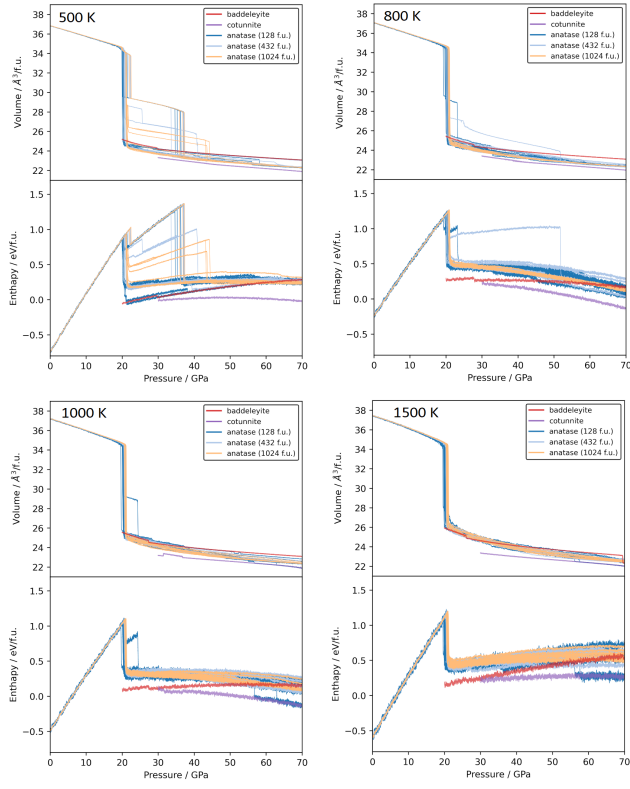 500 K
baddeleyite
cotunnite
anatase (128 f.u.)
anatase (432 f.u.)
anatase (1024 f.u.)
Volume / Å³/f.u.
38
36
34
32
30
28
26
24
22
Enthapy / eV/f.u.
1.5
1.0
0.5
0.0
−0.5
0 10 20 30 40 50 60 70
Pressure / GPa
800 K
baddeleyite
cotunnite
anatase (128 f.u.)
anatase (432 f.u.)
anatase (1024 f.u.)
Volume / Å³/f.u.
38
36
34
32
30
28
26
24
22
Enthapy / eV/f.u.
1.5
1.0
0.5
0.0
−0.5
0 10 20 30 40 50 60 70
Pressure / GPa
1000 K
baddeleyite
cotunnite
anatase (128 f.u.)
anatase (432 f.u.)
anatase (1024 f.u.)
Volume / Å³/f.u.
38
36
34
32
30
28
26
24
22
Enthapy / eV/f.u.
1.5
1.0
0.5
0.0
−0.5
0 10 20 30 40 50 60 70
Pressure / GPa
1500 K
baddeleyite
cotunnite
anatase (128 f.u.)
anatase (432 f.u.)
anatase (1024 f.u.)
Volume / Å³/f.u.
38
36
34
32
30
28
26
24
22
Enthapy / eV/f.u.
1.5
1.0
0.5
0.0
−0.5
0 10 20 30 40 50 60 70
Pressure / GPa